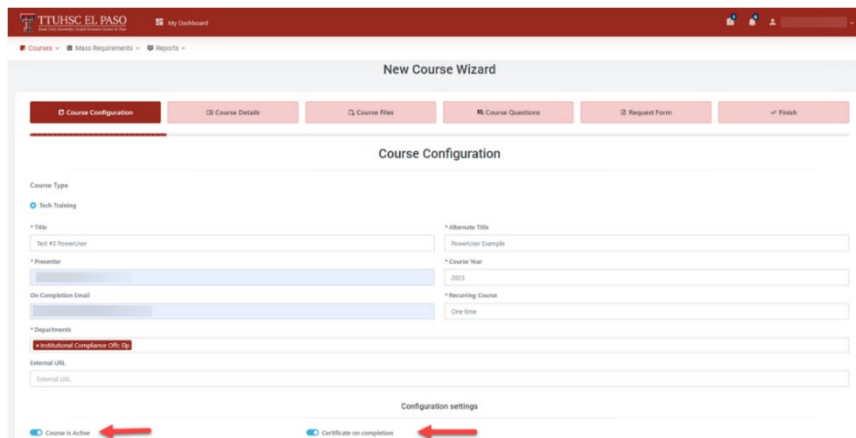 TTUHSC EL PASO
My Dashboard
Courses Mass Requirements Reports
New Course Wizard
Course Configuration Course Details Course Files Course Questions Request Form Finish
Course Configuration
Course Type
Tech Training
* Title * Alternate Title
Test #3 PowerUser PowerUser Example
* Presenter * Course Year
2023
On Completion Email * Recurring Course
One time
* Departments
× Institutional Compliance Offc Elp
External URL
External URL
Configuration settings
Course is Active Certificate on completion